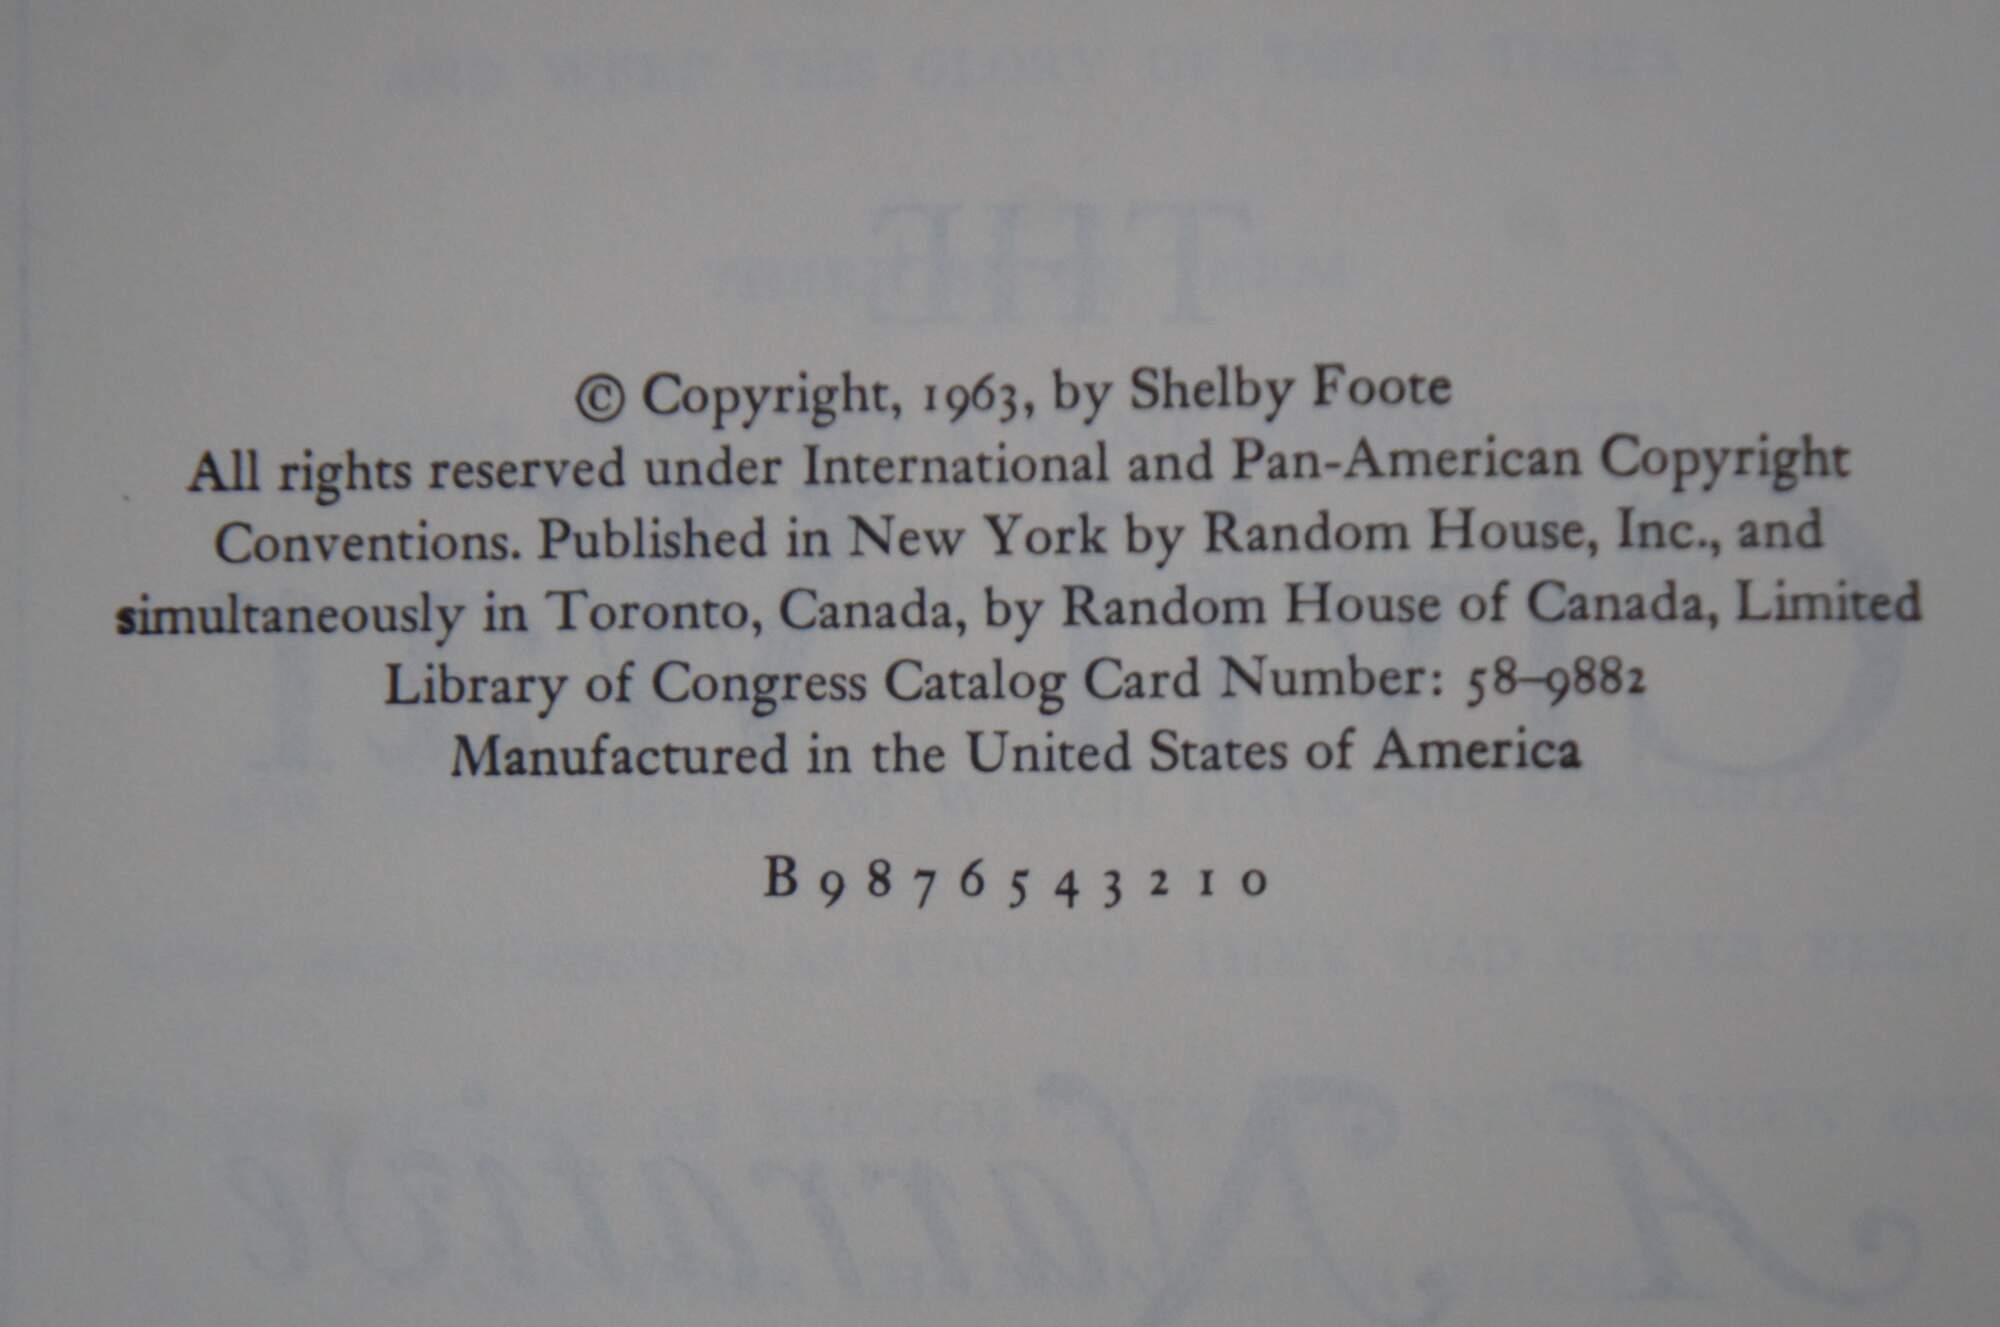 © Copyright, 1963, by Shelby Foote
All rights reserved under International and Pan-American Copyright
Conventions. Published in New York by Random House, Inc., and
simultaneously in Toronto, Canada, by Random House of Canada, Limited
Library of Congress Catalog Card Number: 58–9882
Manufactured in the United States of America
B 9 8 7 6 5 4 3 2 1 0